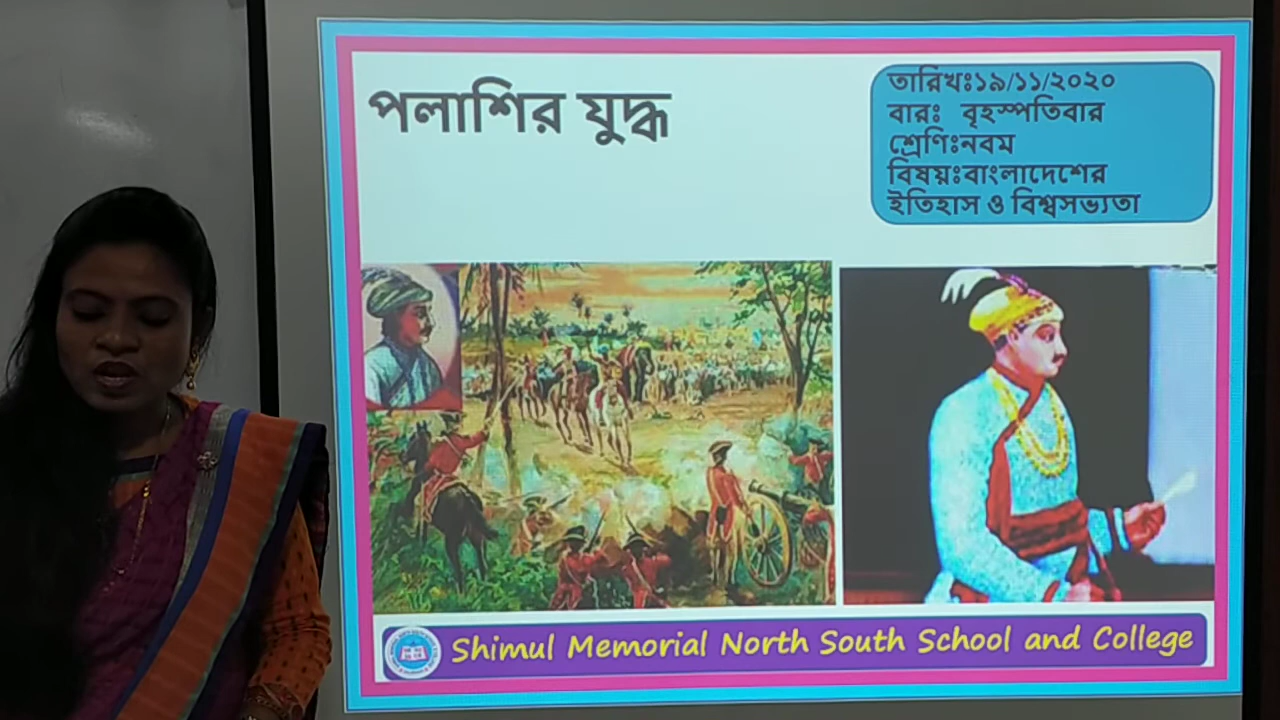 পলাশির যুদ্ধ
তারিখঃ১৯/১১/২০২০
বারঃ বৃহস্পতিবার
শ্রেণিঃনবম
বিষয়ঃবাংলাদেশের
ইতিহাস ও বিশ্বসভ্যতা
Shimul Memorial North South School and College